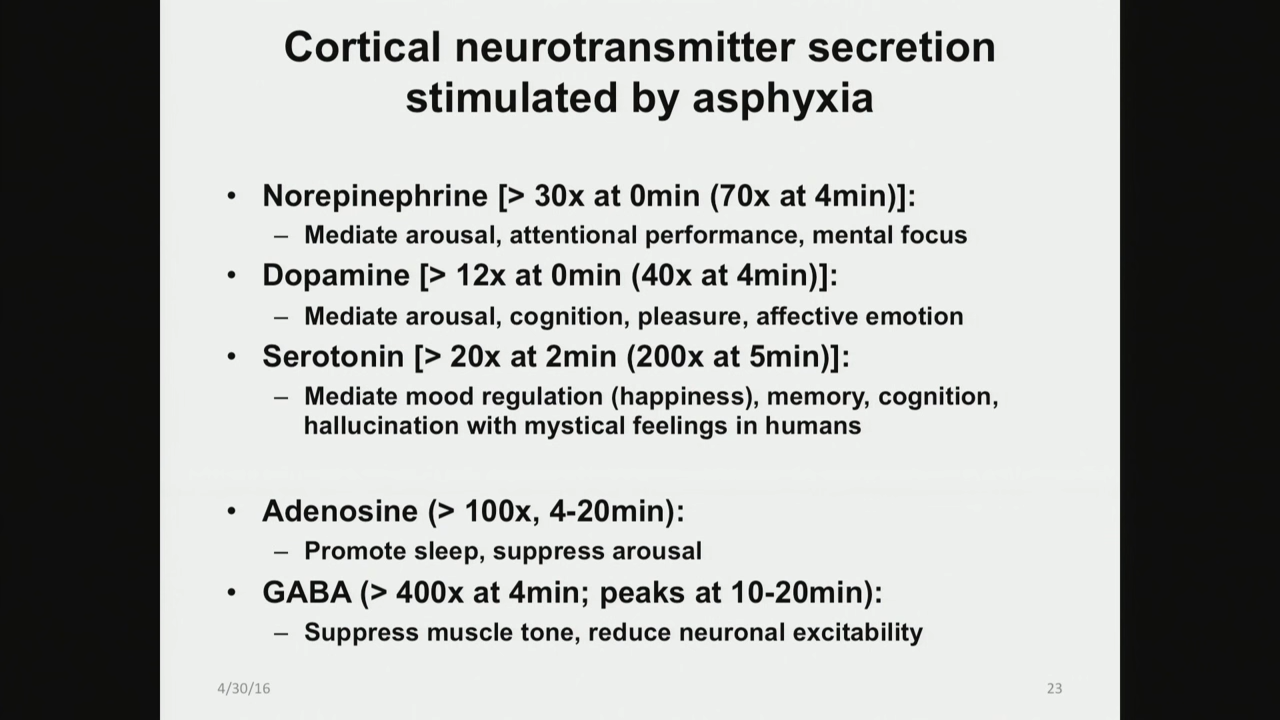 Cortical neurotransmitter secretion
stimulated by asphyxia
• Norepinephrine [> 30x at 0min (70x at 4min)]:
– Mediate arousal, attentional performance, mental focus
• Dopamine [> 12x at 0min (40x at 4min)]:
– Mediate arousal, cognition, pleasure, affective emotion
• Serotonin [> 20x at 2min (200x at 5min)]:
– Mediate mood regulation (happiness), memory, cognition,
hallucination with mystical feelings in humans
• Adenosine (> 100x, 4-20min):
– Promote sleep, suppress arousal
• GABA (> 400x at 4min; peaks at 10-20min):
– Suppress muscle tone, reduce neuronal excitability
4/30/16
23